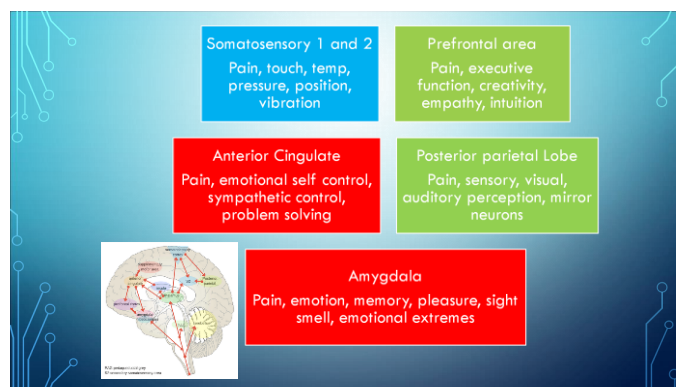 Somatosensory 1 and 2
Pain, touch, temp,
pressure, position,
vibration
Prefrontal area
Pain, executive
function, creativity,
empathy, intuition
Anterior Cingulate
Pain, emotional self control,
sympathetic control,
problem solving
Posterior parietal Lobe
Pain, sensory, visual,
auditory perception, mirror
neurons
Amygdala
Pain, emotion, memory, pleasure, sight
smell, emotional extremes